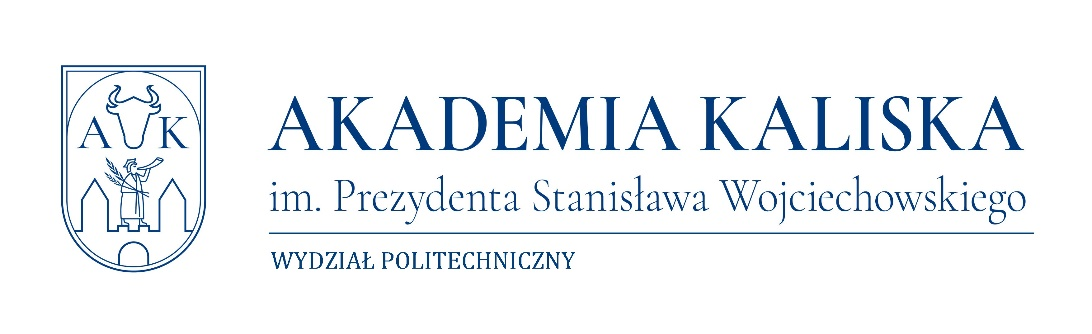 A K
AKADEMIA KALISKA
im. Prezydenta Stanisława Wojciechowskiego
WYDZIAŁ POLITECHNICZNY